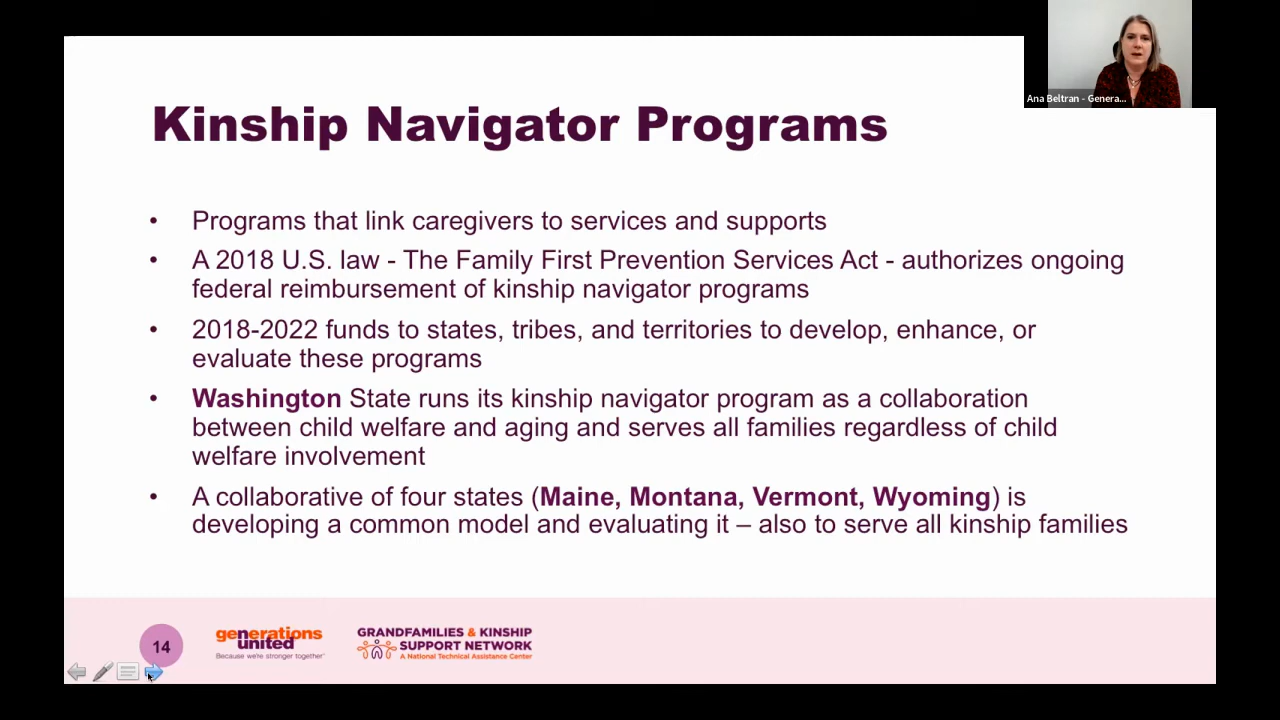 Ana Beltran - Genera...
Kinship Navigator Programs
• Programs that link caregivers to services and supports
• A 2018 U.S. law - The Family First Prevention Services Act - authorizes ongoing
federal reimbursement of kinship navigator programs
• 2018-2022 funds to states, tribes, and territories to develop, enhance, or
evaluate these programs
• Washington State runs its kinship navigator program as a collaboration
between child welfare and aging and serves all families regardless of child
welfare involvement
• A collaborative of four states (Maine, Montana, Vermont, Wyoming) is
developing a common model and evaluating it – also to serve all kinship families
14
generations
united
Because we're stronger together®
GRANDFAMILIES & KINSHIP
SUPPORT NETWORK
A National Technical Assistance Center